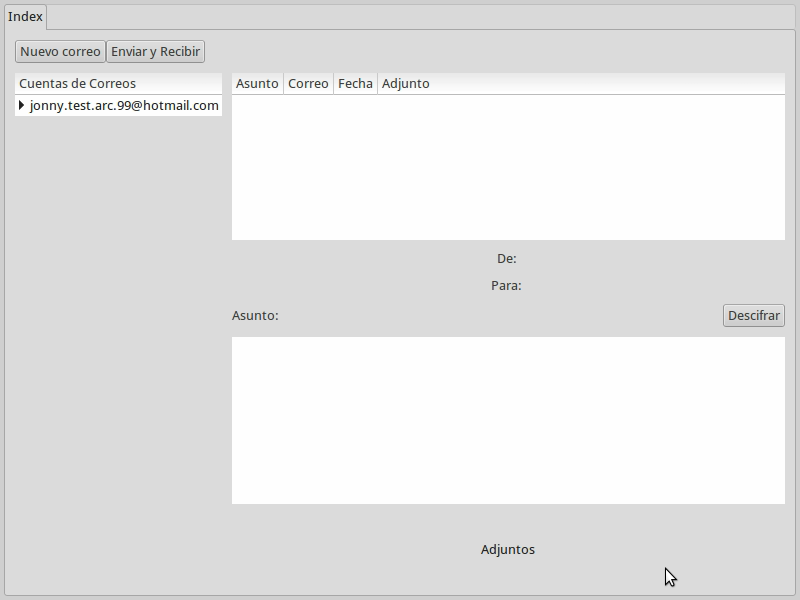 Index
Nuevo correo Enviar y Recibir
Cuentas de Correos
jonny.test.arc.99@hotmail.com
Asunto Correo Fecha Adjunto
De:
Para:
Asunto: Descifrar
Adjuntos